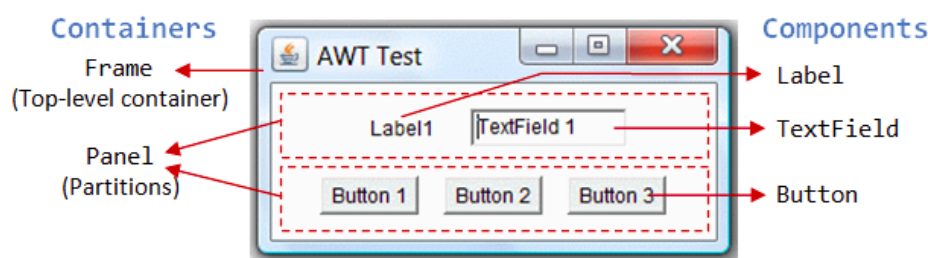 Containers
Components
Frame
(Top-level container)
AWT Test
Label
Label1
TextField 1
TextField
Panel
(Partitions)
Button 1
Button 2
Button 3
Button